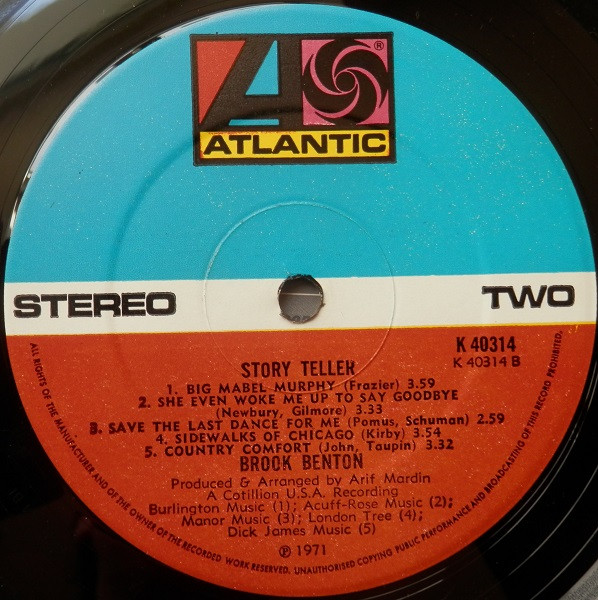 ®
ATLANTIC
STEREO
TWO
K 40314
K 40314 B
STORY TELLER
1. BIG MABEL MURPHY (Frazier) 3.59
2. SHE EVEN WOKE ME UP TO SAY GOODBYE
(Newbury, Gilmore) 3.33
3. SAVE THE LAST DANCE FOR ME (Pomus, Schuman) 2.59
4. SIDEWALKS OF CHICAGO (Kirby) 3.54
5. COUNTRY COMFORT (John, Taupin) 3.32
BROOK BENTON
Produced & Arranged by Arif Mardin
A Cotillion U.S.A. Recording
Burlington Music (1); Acuff-Rose Music (2);
Manor Music (3); London Tree (4);
Dick James Music (5)
℗ 1971
ALL RIGHTS OF THE MANUFACTURER AND OF THE OWNER OF THE RECORDED WORK RESERVED. UNAUTHORISED COPYING PUBLIC PERFORMANCE AND BROADCASTING OF THIS RECORD PROHIBITED.